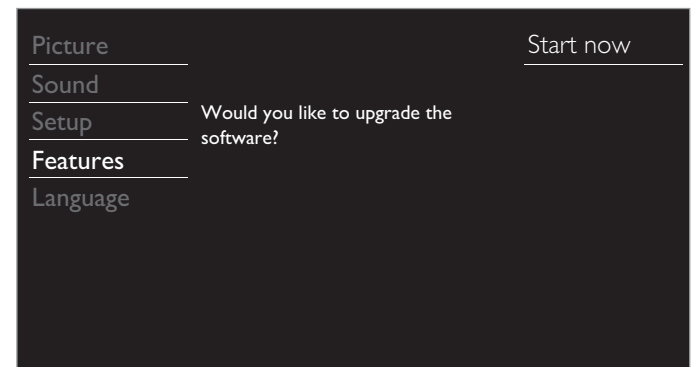 Picture
Sound
Setup
Features
Language
Would you like to upgrade the
software?
Start now